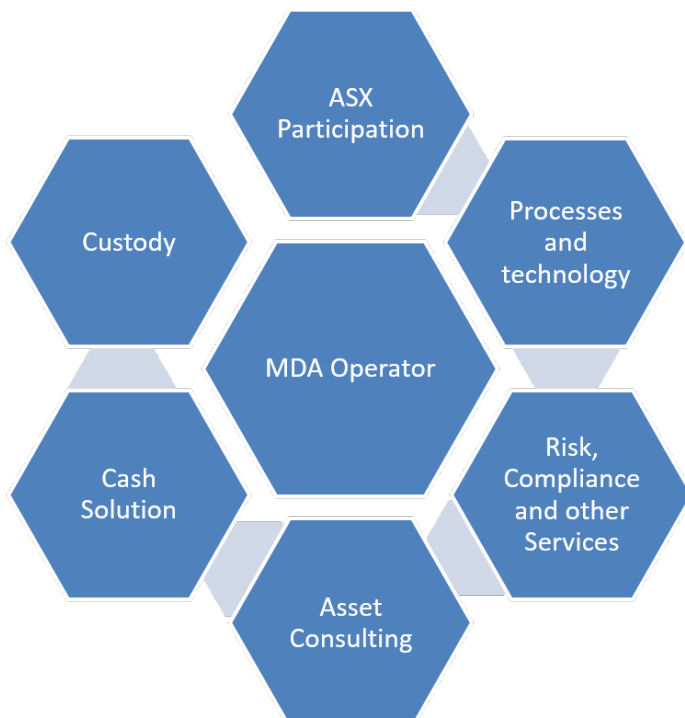 ASX
Participation
Processes
and
technology
Custody
MDA Operator
Risk,
Compliance
and other
Services
Cash
Solution
Asset
Consulting